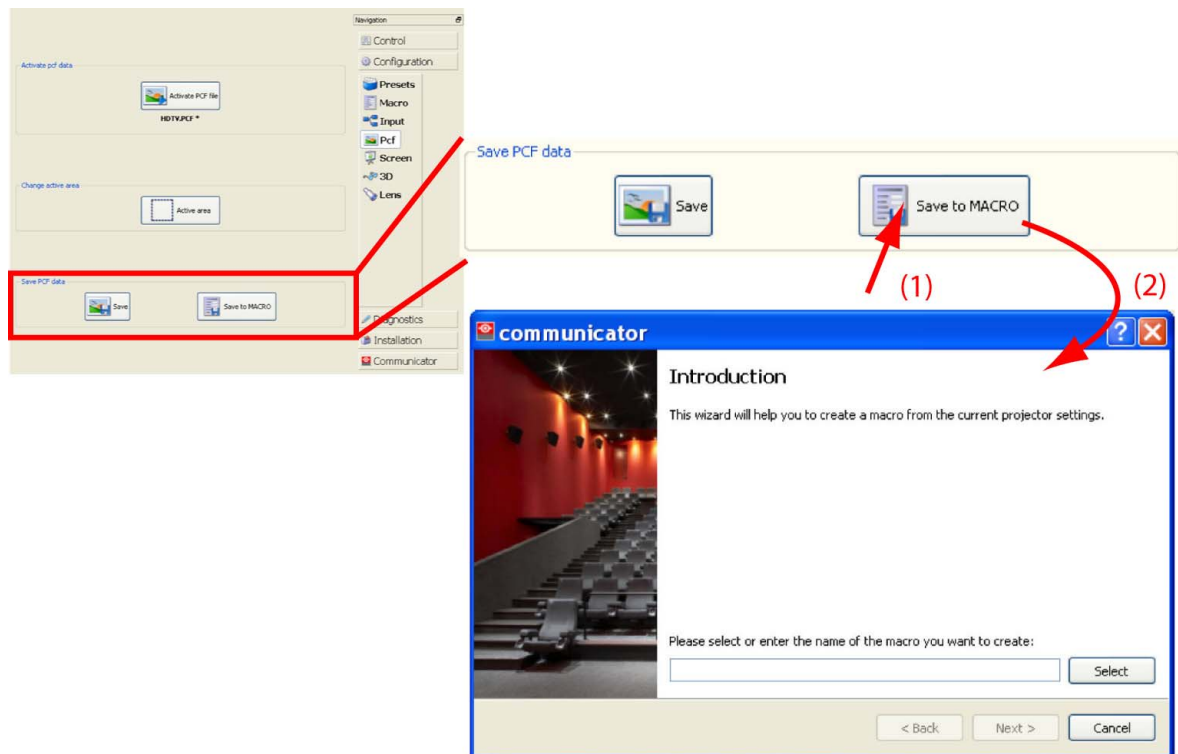 Navigation
Control
Configuration
Activate pcf data
Activate PCF file
HDTV.PCF *
Presets
Macro
Input
Pcf
Screen
3D
Lens
Change active area
Active area
Save PCF data
Save
Save to MACRO
Diagnostics
Installation
Communicator
Save PCF data
Save
Save to MACRO
(1)
(2)
communicator
Introduction
This wizard will help you to create a macro from the current projector settings.
Please select or enter the name of the macro you want to create:
Select
< Back
Next >
Cancel